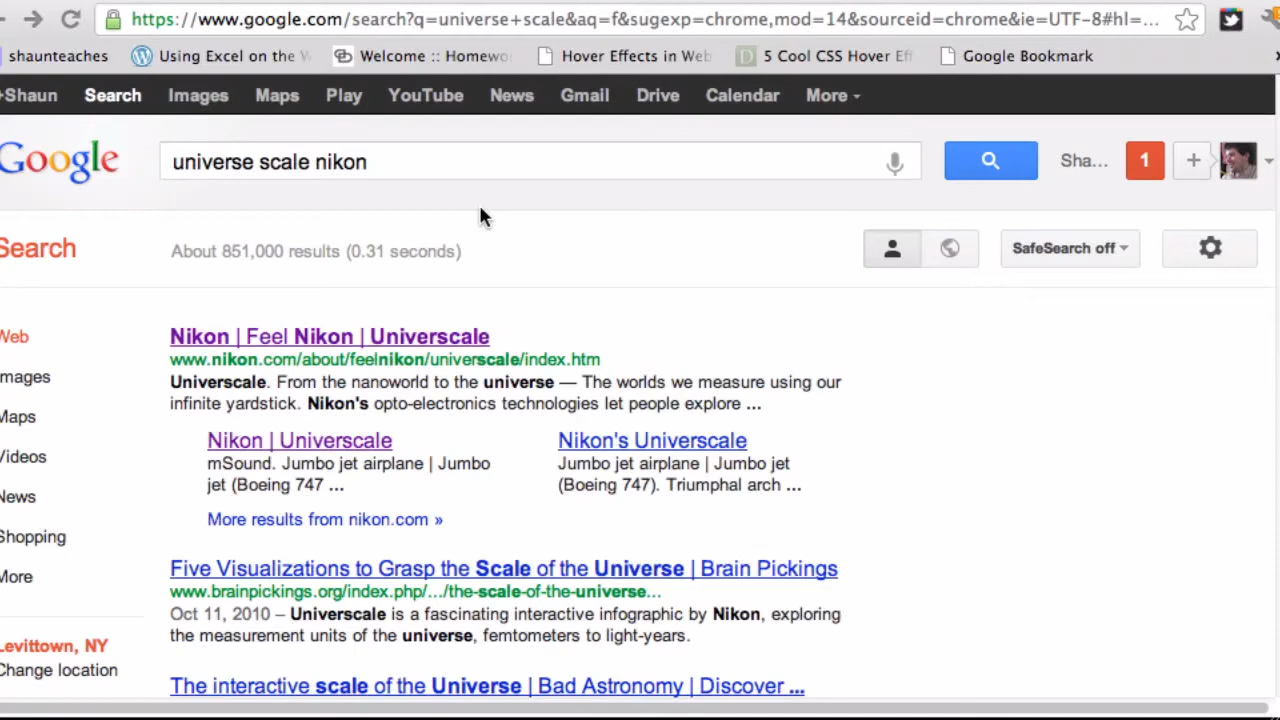 https://www.google.com/search?q=universe+scale&aq=f&sugexp=chrome,mod=14&sourceid=chrome&ie=UTF-8#hl=...
shaunteaches Using Excel on the W Welcome :: Homewo Hover Effects in Web 5 Cool CSS Hover Eff Google Bookmark
+Shaun Search Images Maps Play YouTube News Gmail Drive Calendar More
Google universe scale nikon Sha... 1 +
Search About 851,000 results (0.31 seconds) SafeSearch off
Web
Nikon | Feel Nikon | Universcale
www.nikon.com/about/feelnikon/universcale/index.htm
Universcale. From the nanoworld to the universe — The worlds we measure using our
infinite yardstick. Nikon's opto-electronics technologies let people explore ...
mages
Maps
Videos
News
Shopping
More
Nikon | Universcale
mSound. Jumbo jet airplane | Jumbo
jet (Boeing 747 ...
Nikon's Universcale
Jumbo jet airplane | Jumbo jet
(Boeing 747). Triumphal arch ...
More results from nikon.com »
Five Visualizations to Grasp the Scale of the Universe | Brain Pickings
www.brainpickings.org/index.php/.../the-scale-of-the-universe...
Oct 11, 2010 – Universcale is a fascinating interactive infographic by Nikon, exploring
the measurement units of the universe, femtometers to light-years.
Levittown, NY
Change location
The interactive scale of the Universe | Bad Astronomy | Discover ...